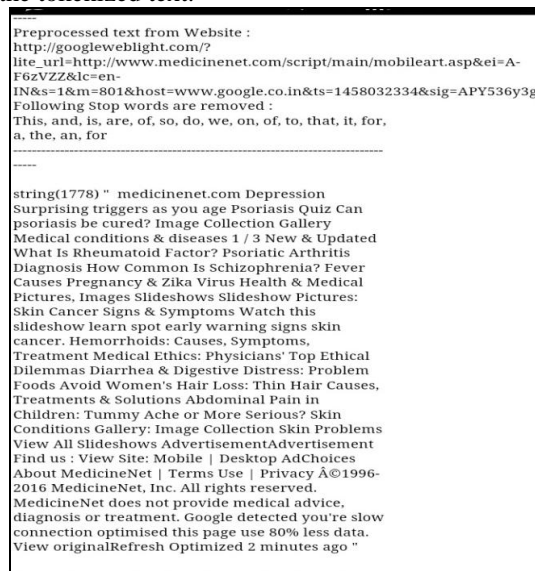 -----
Preprocessed text from Website :
http://googleweblight.com/?
lite_url=http://www.medicinenet.com/script/main/mobileart.asp&ei=A-
F6zVZZ&lc=en-
IN&s=1&m=801&host=www.google.co.in&ts=1458032334&sig=APY536y3g
Following Stop words are removed :
This, and, is, are, of, so, do, we, on, of, to, that, it, for,
a, the, an, for
--------------------------------------------------------------------------------
-----
string(1778) " medicinenet.com Depression
Surprising triggers as you age Psoriasis Quiz Can
psoriasis be cured? Image Collection Gallery
Medical conditions & diseases 1 / 3 New & Updated
What Is Rheumatoid Factor? Psoriatic Arthritis
Diagnosis How Common Is Schizophrenia? Fever
Causes Pregnancy & Zika Virus Health & Medical
Pictures, Images Slideshows Slideshow Pictures:
Skin Cancer Signs & Symptoms Watch this
slideshow learn spot early warning signs skin
cancer. Hemorrhoids: Causes, Symptoms,
Treatment Medical Ethics: Physicians' Top Ethical
Dilemmas Diarrhea & Digestive Distress: Problem
Foods Avoid Women's Hair Loss: Thin Hair Causes,
Treatments & Solutions Abdominal Pain in
Children: Tummy Ache or More Serious? Skin
Conditions Gallery: Image Collection Skin Problems
View All Slideshows AdvertisementAdvertisement
Find us : View Site: Mobile | Desktop AdChoices
About MedicineNet | Terms Use | Privacy Â©1996-
2016 MedicineNet, Inc. All rights reserved.
MedicineNet does not provide medical advice,
diagnosis or treatment. Google detected you're slow
connection optimised this page use 80% less data.
View originalRefresh Optimized 2 minutes ago "